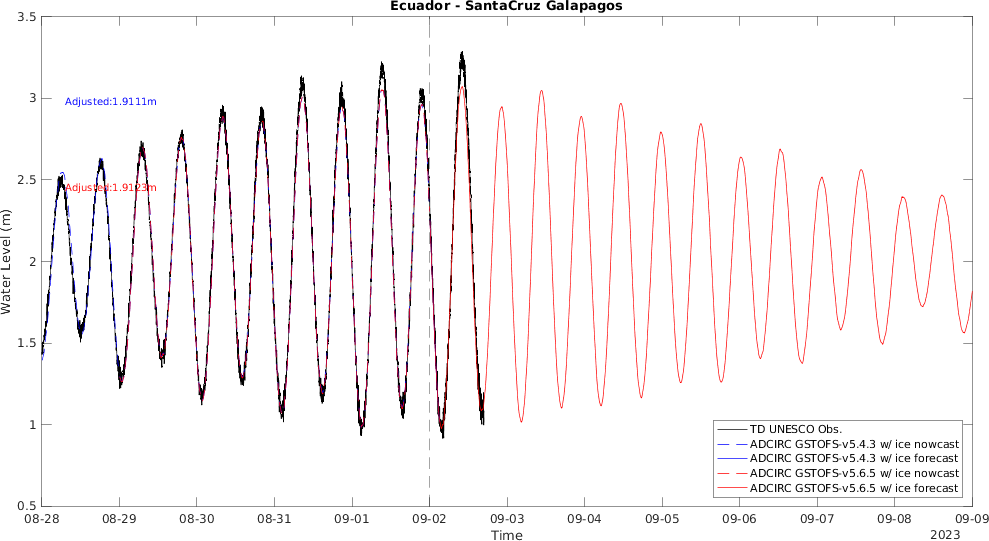 Ecuador - SantaCruz Galapagos
3.5
3
2.5
2
1.5
1
0.5
Water Level (m)
Adjusted:1.9111m
Adjusted:1.9123m
TD UNESCO Obs.
ADCIRC GSTOFS-v5.4.3 w/ ice nowcast
ADCIRC GSTOFS-v5.4.3 w/ ice forecast
ADCIRC GSTOFS-v5.6.5 w/ ice nowcast
ADCIRC GSTOFS-v5.6.5 w/ ice forecast
08-28 08-29 08-30 08-31 09-01 09-02 09-03 09-04 09-05 09-06 09-07 09-08 09-09
Time
2023